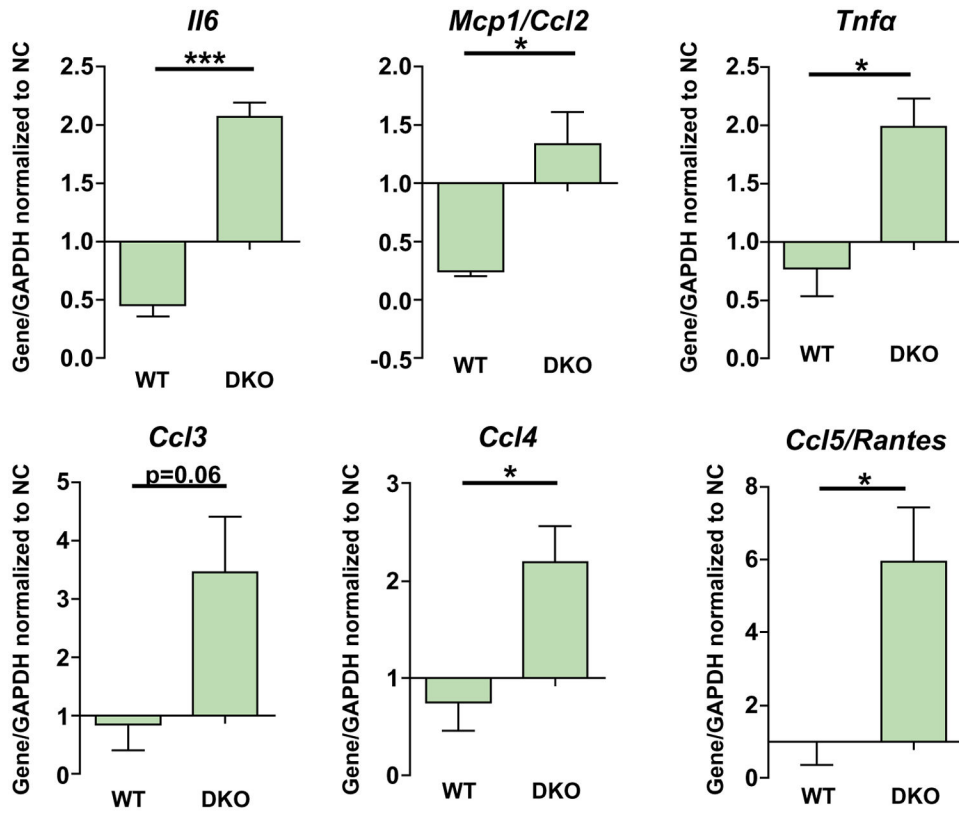 Il6
***
Gene/GAPDH normalized to NC
2.5
2.0
1.5
1.0
0.5
0.0
WT DKO
Mcp1/Ccl2
*
2.0
1.5
1.0
0.5
0.0
-0.5
WT DKO
Tnfα
*
Gene/GAPDH normalized to NC
2.5
2.0
1.5
1.0
0.5
0.0
WT DKO
Ccl3
p=0.06
Gene/GAPDH normalized to NC
5
4
3
2
1
0
WT DKO
Ccl4
*
Gene/GAPDH normalized to NC
3
2
1
0
WT DKO
Ccl5/Rantes
*
Gene/GAPDH normalized to NC
8
6
4
2
0
WT DKO
Gene/GAPDH normalized to NC